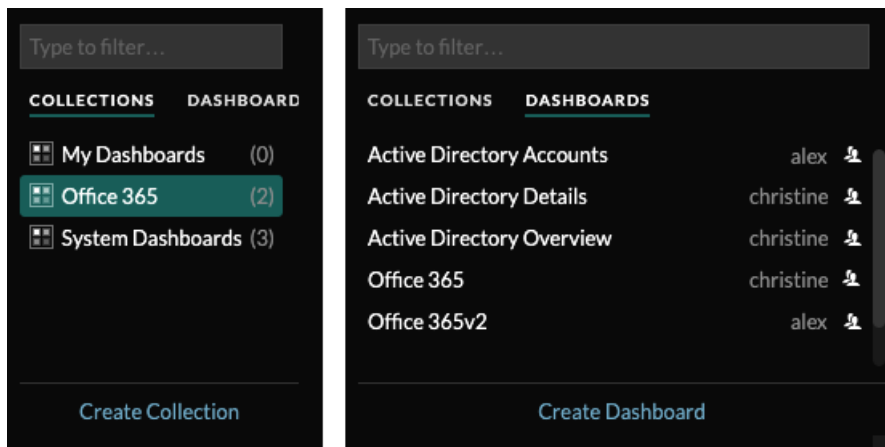 Type to filter...
COLLECTIONS DASHBOARD
My Dashboards (0)
Office 365 (2)
System Dashboards (3)
Create Collection
Type to filter...
COLLECTIONS DASHBOARDS
Active Directory Accounts alex
Active Directory Details christine
Active Directory Overview christine
Office 365 christine
Office 365v2 alex
Create Dashboard